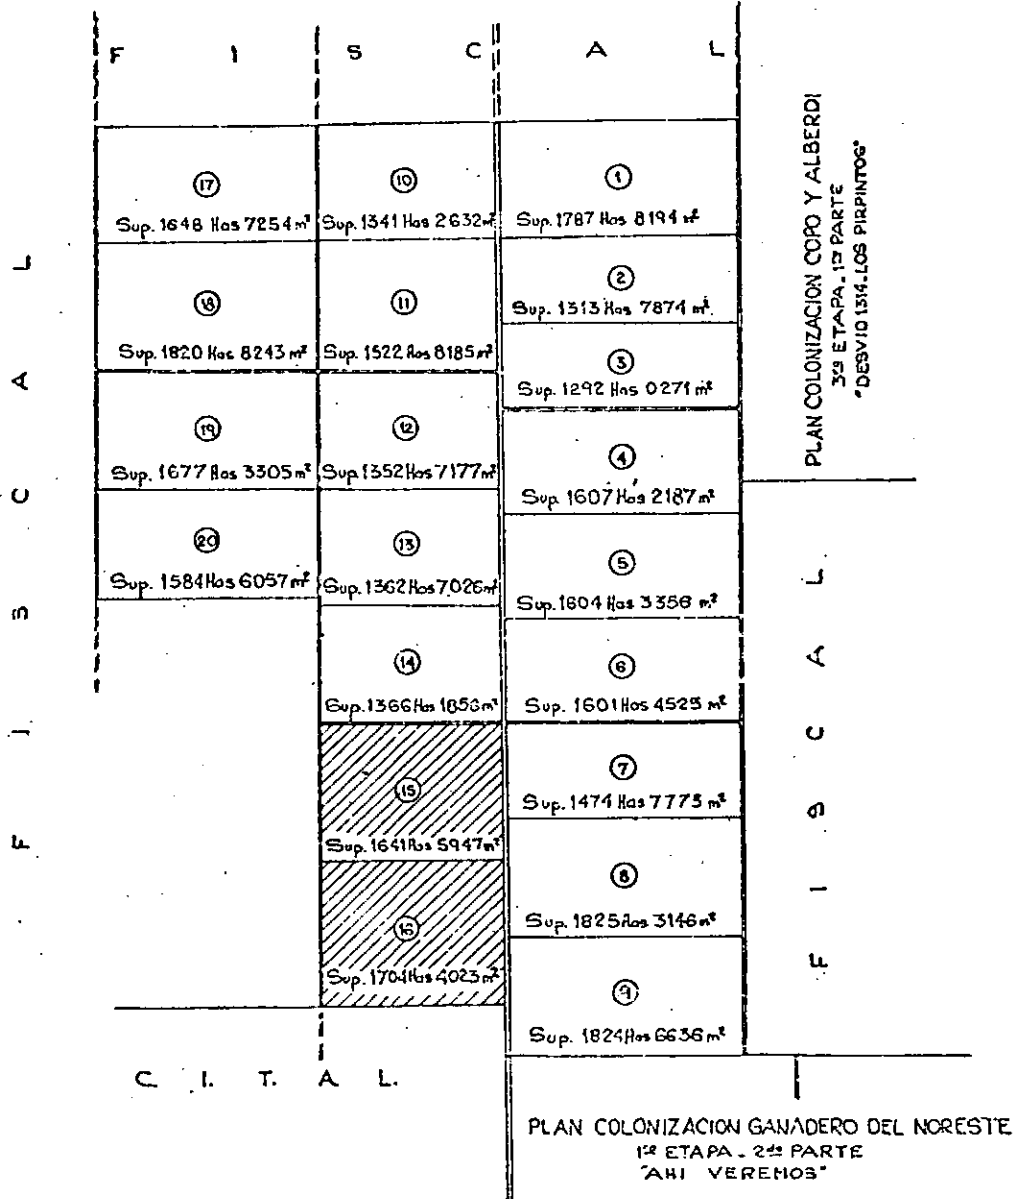 F I S C A L
17
Sup. 1648 Has 7254 m²
10
Sup. 1341 Has 2632 m²
1
Sup. 1787 Has 8194 m²
18
Sup. 1820 Has 8243 m²
11
Sup. 1522 Has 8185 m²
2
Sup. 1313 Has 7874 m².
3
Sup. 1292 Has 0271 m²
19
Sup. 1677 Has 3305 m²
12
Sup. 1352 Has 7177 m²
4
Sup. 1607 Has 2187 m²
20
Sup. 1584 Has 6057 m²
13
Sup. 1362 Has 7026 m²
5
Sup. 1604 Has 3356 m²
14
Sup. 1366 Has 1856 m²
6
Sup. 1601 Has 4525 m²
15
Sup. 1641 Has 5947 m²
7
Sup. 1474 Has 7773 m²
16
Sup. 1704 Has 4023 m²
8
Sup. 1825 Has 3146 m²
9
Sup. 1824 Has 6636 m²
F I S C A L
PLAN COLONIZACION COPO Y ALBERDI
3ra ETAPA. 1ra PARTE
"DESVIO 1314. LOS PIRPINTOS"
F I S C A L
C. I. T. A L.
PLAN COLONIZACION GANADERO DEL NORESTE
1ra ETAPA. 2da PARTE
"AHI VEREMOS"